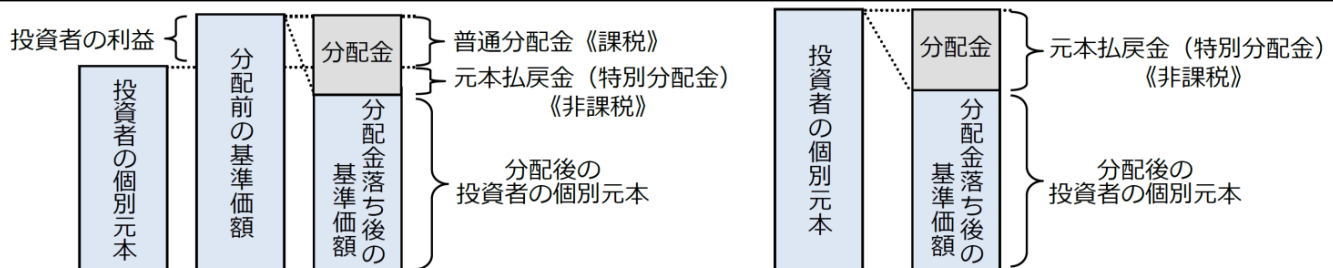 投資者の利益
投資者の個別元本
分配前の基準価額
分配金
分配金落ち後の
基準価額
普通分配金《課税》
元本払戻金（特別分配金）
《非課税》
分配後の
投資者の個別元本
投資者の個別元本
分配金
分配金落ち後の
基準価額
元本払戻金（特別分配金）
《非課税》
分配後の
投資者の個別元本